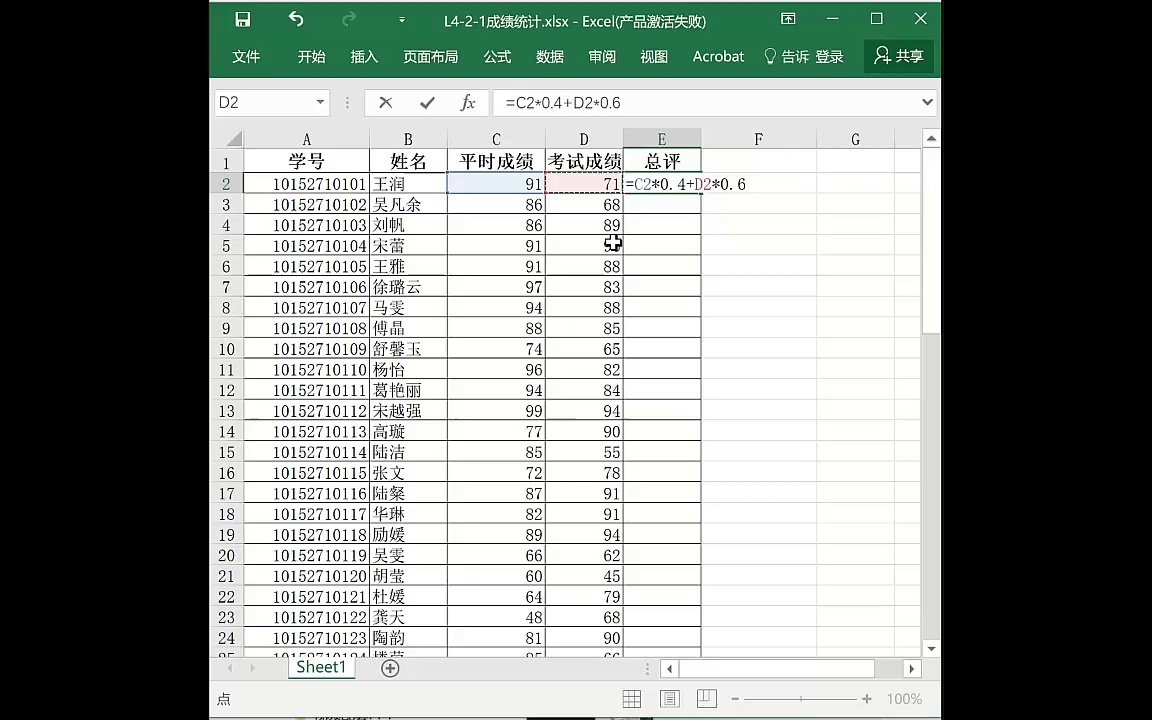 L4-2-1成绩统计.xlsx - Excel(产品激活失败)
文件 开始 插入 页面布局 公式 数据 审阅 视图 Acrobat 告诉 登录 共享
D2 fx =C2*0.4+D2*0.6
A B C D E F G
1 学号 姓名 平时成绩 考试成绩 总评
2 10152710101 王润 91 71 =C2*0.4+D2*0.6
3 10152710102 吴凡余 86 68
4 10152710103 刘帆 86 89
5 10152710104 宋蕾 91
6 10152710105 王雅 91 88
7 10152710106 徐璐云 97 83
8 10152710107 马雯 94 88
9 10152710108 傅晶 88 85
10 10152710109 舒馨玉 74 65
11 10152710110 杨怡 96 82
12 10152710111 葛艳丽 94 84
13 10152710112 宋越强 99 94
14 10152710113 高璇 77 90
15 10152710114 陆洁 85 55
16 10152710115 张文 72 78
17 10152710116 陆粲 87 91
18 10152710117 华琳 82 91
19 10152710118 励媛 89 94
20 10152710119 吴雯 66 62
21 10152710120 胡莹 60 45
22 10152710121 杜媛 64 79
23 10152710122 龚天 48 68
24 10152710123 陶韵 81 90
Sheet1
点 100%